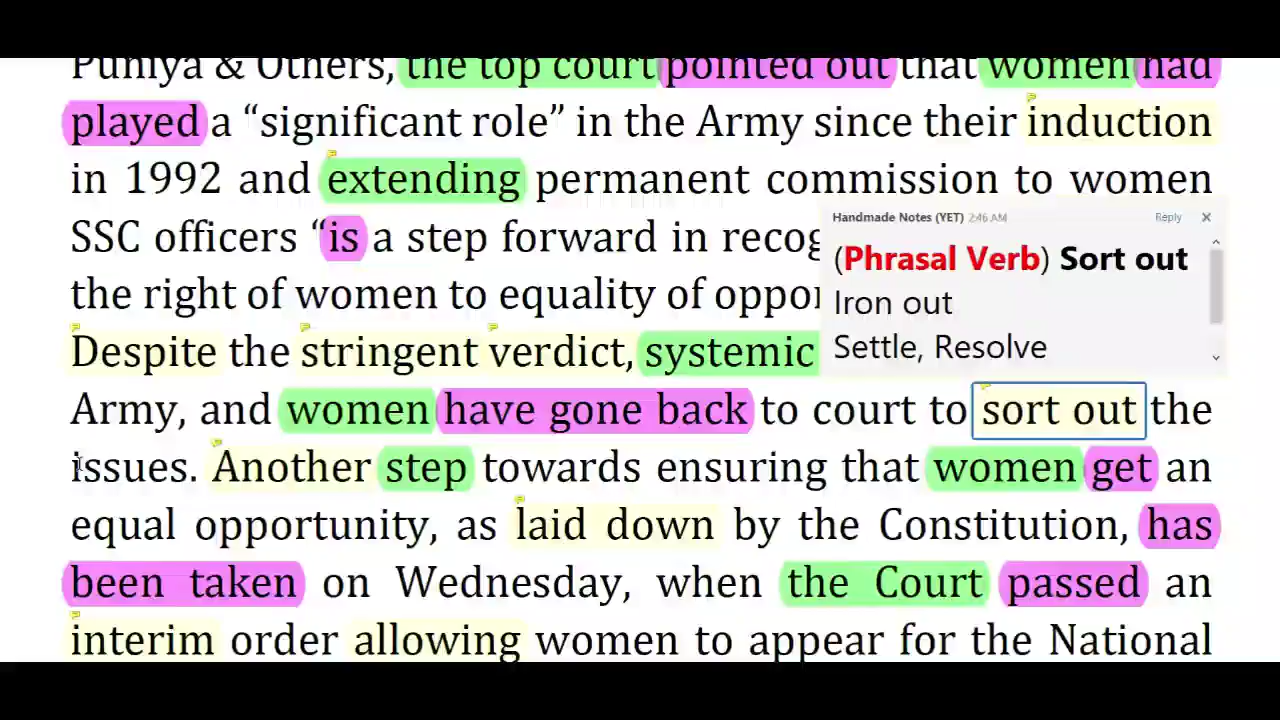 Puniya & Others, the top court pointed out that women had
played a “significant role” in the Army since their induction
in 1992 and extending permanent commission to women
SSC officers “is a step forward in recog
the right of women to equality of oppor
Despite the stringent verdict, systemic
Army, and women have gone back to court to sort out the
issues. Another step towards ensuring that women get an
equal opportunity, as laid down by the Constitution, has
been taken on Wednesday, when the Court passed an
interim order allowing women to appear for the National
Handmade Notes (YET) 2:46 AM Reply
(Phrasal Verb) Sort out
Iron out
Settle, Resolve